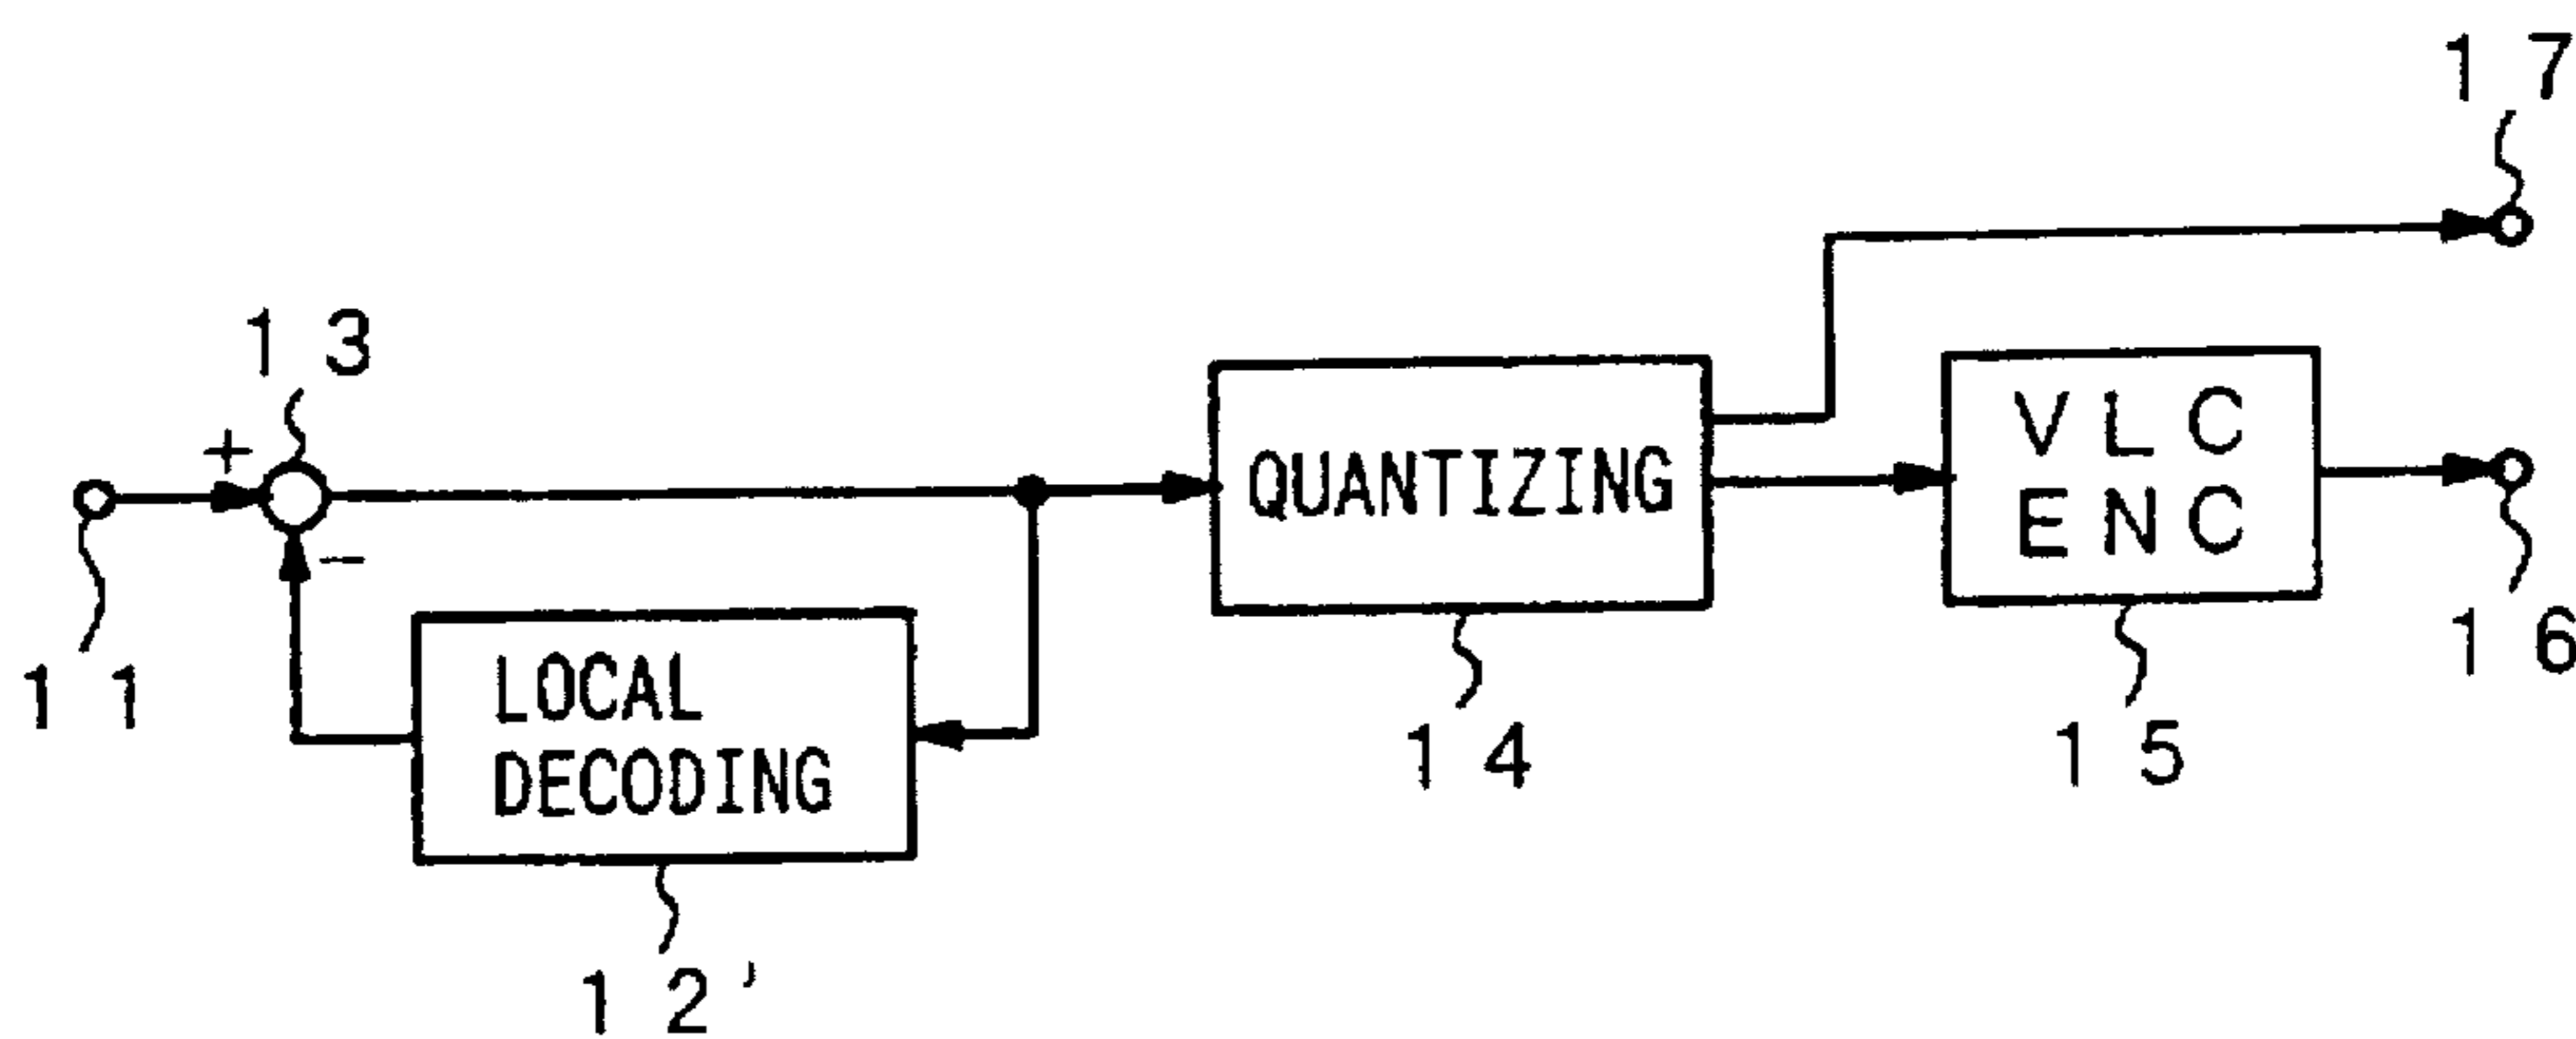 17
13
+
QUANTIZING
VLC
ENC
−
LOCAL
DECODING
11
16
14
15
12'